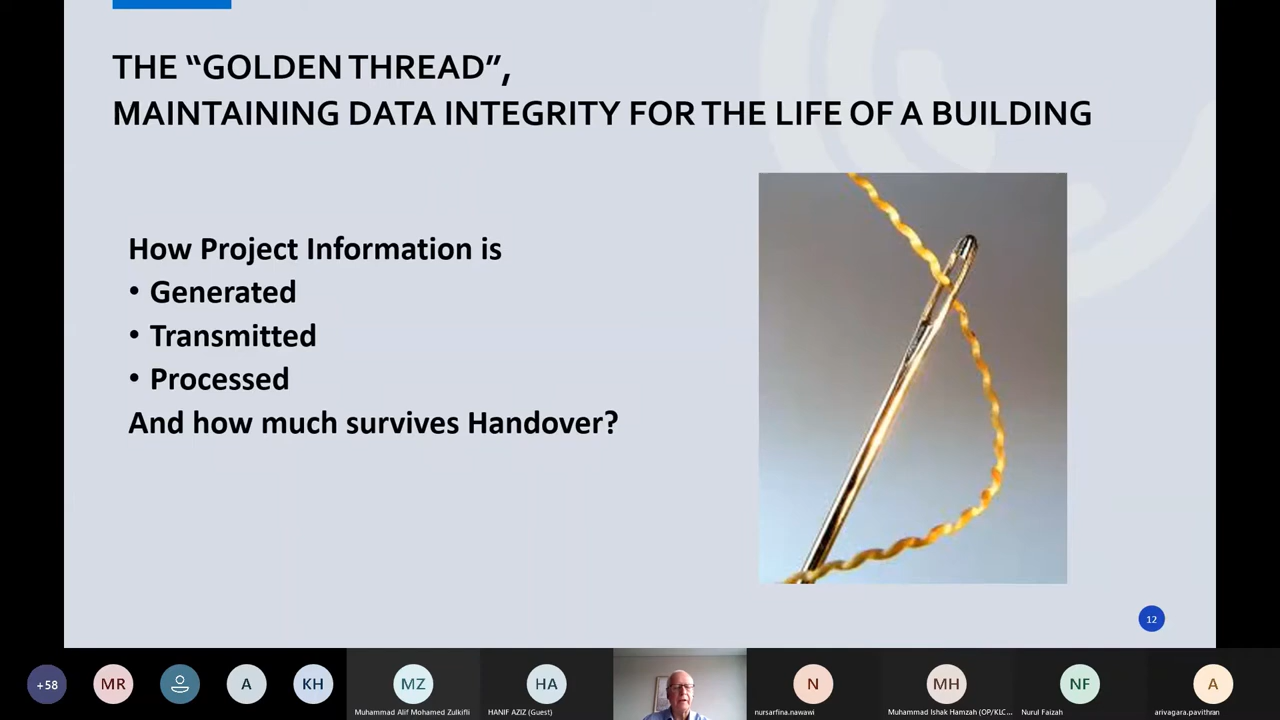 THE “GOLDEN THREAD”,
MAINTAINING DATA INTEGRITY FOR THE LIFE OF A BUILDING
How Project Information is
• Generated
• Transmitted
• Processed
And how much survives Handover?
12
+58
MR
A
KH
MZ
HA
N
MH
NF
A
Muhammad Alif Mohamed Zulkifli
HANIF AZIZ (Guest)
nursarfina.nawawi
Muhammad Ishak Hamzah (OP/KLC...
Nurul Faizah
arivagara.pavithran